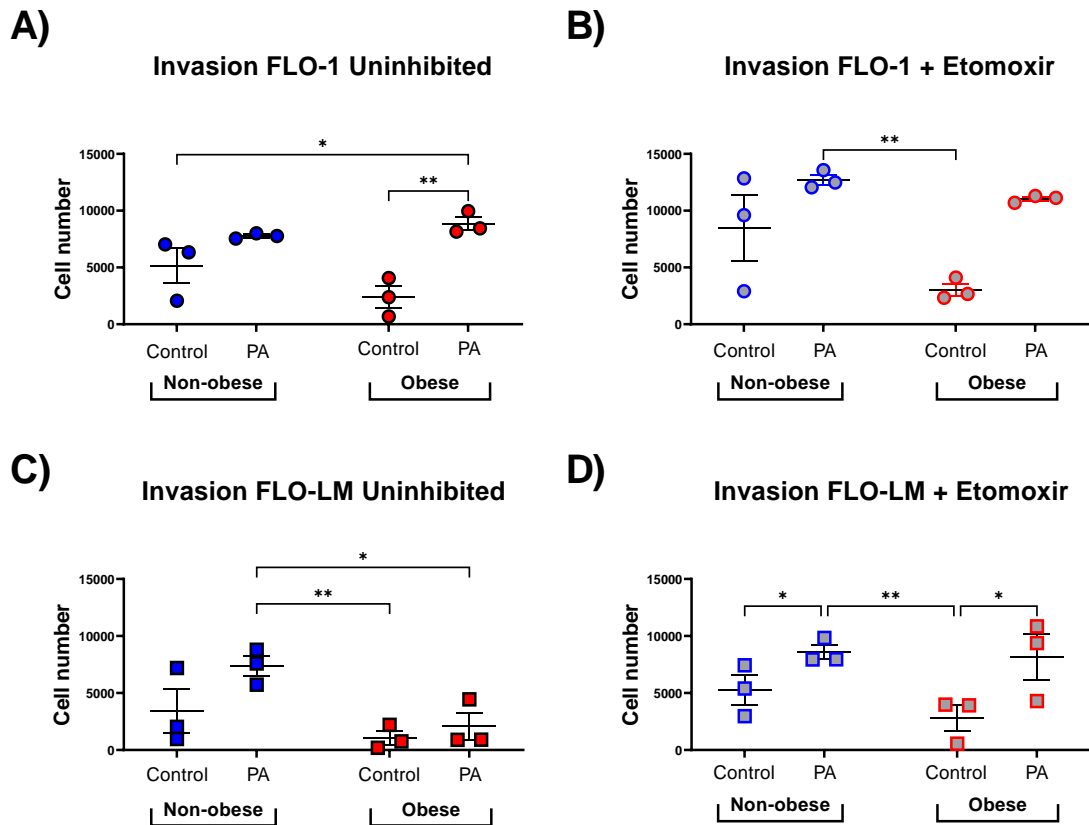 A)
Invasion FLO-1 Uninhibited
*
**
15000
10000
5000
0
Cell number
Control PA Control PA
Non-obese Obese
B)
Invasion FLO-1 + Etomoxir
**
15000
10000
5000
0
Cell number
Control PA Control PA
Non-obese Obese
C)
Invasion FLO-LM Uninhibited
*
**
15000
10000
5000
0
Cell number
Control PA Control PA
Non-obese Obese
D)
Invasion FLO-LM + Etomoxir
* ** *
15000
10000
5000
0
Cell number
Control PA Control PA
Non-obese Obese